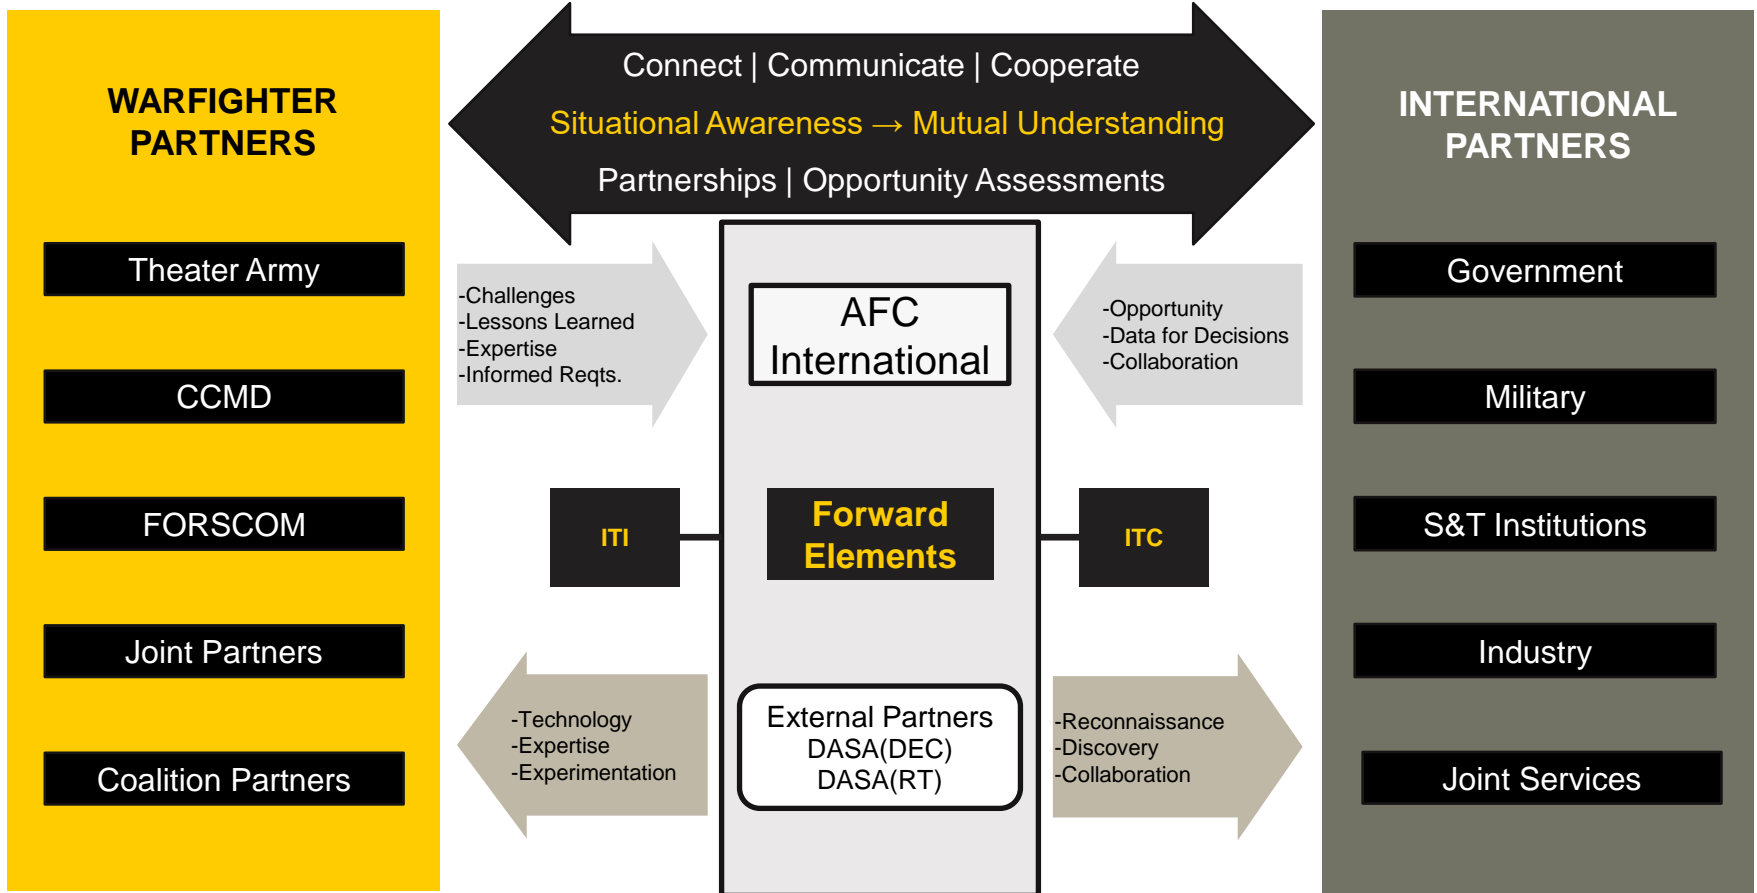 WARFIGHTER
PARTNERS
Theater Army
CCMD
FORSCOM
Joint Partners
Coalition Partners
Connect | Communicate | Cooperate
Situational Awareness → Mutual Understanding
Partnerships | Opportunity Assessments
-Challenges
-Lessons Learned
-Expertise
-Informed Reqts.
AFC
International
-Opportunity
-Data for Decisions
-Collaboration
ITI
Forward
Elements
ITC
-Technology
-Expertise
-Experimentation
External Partners
DASA(DEC)
DASA(RT)
-Reconnaissance
-Discovery
-Collaboration
INTERNATIONAL
PARTNERS
Government
Military
S&T Institutions
Industry
Joint Services